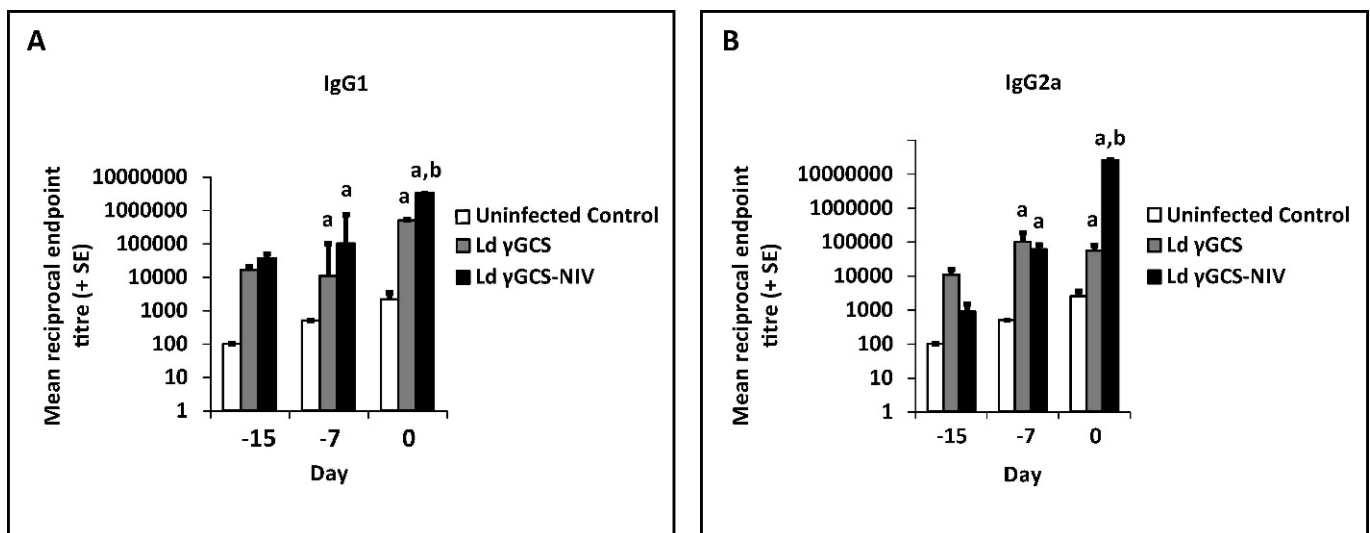 A
IgG1
Mean reciprocal endpoint
titre (+ SE)
10000000
1000000
100000
10000
1000
100
10
1
a
a
a
a,b
-15
-7
0
Day
Uninfected Control
Ld γGCS
Ld γGCS-NIV
B
IgG2a
Mean reciprocal endpoint
titre (+ SE)
10000000
1000000
100000
10000
1000
100
10
1
a
a
a
a,b
-15
-7
0
Day
Uninfected Control
Ld γGCS
Ld γGCS-NIV